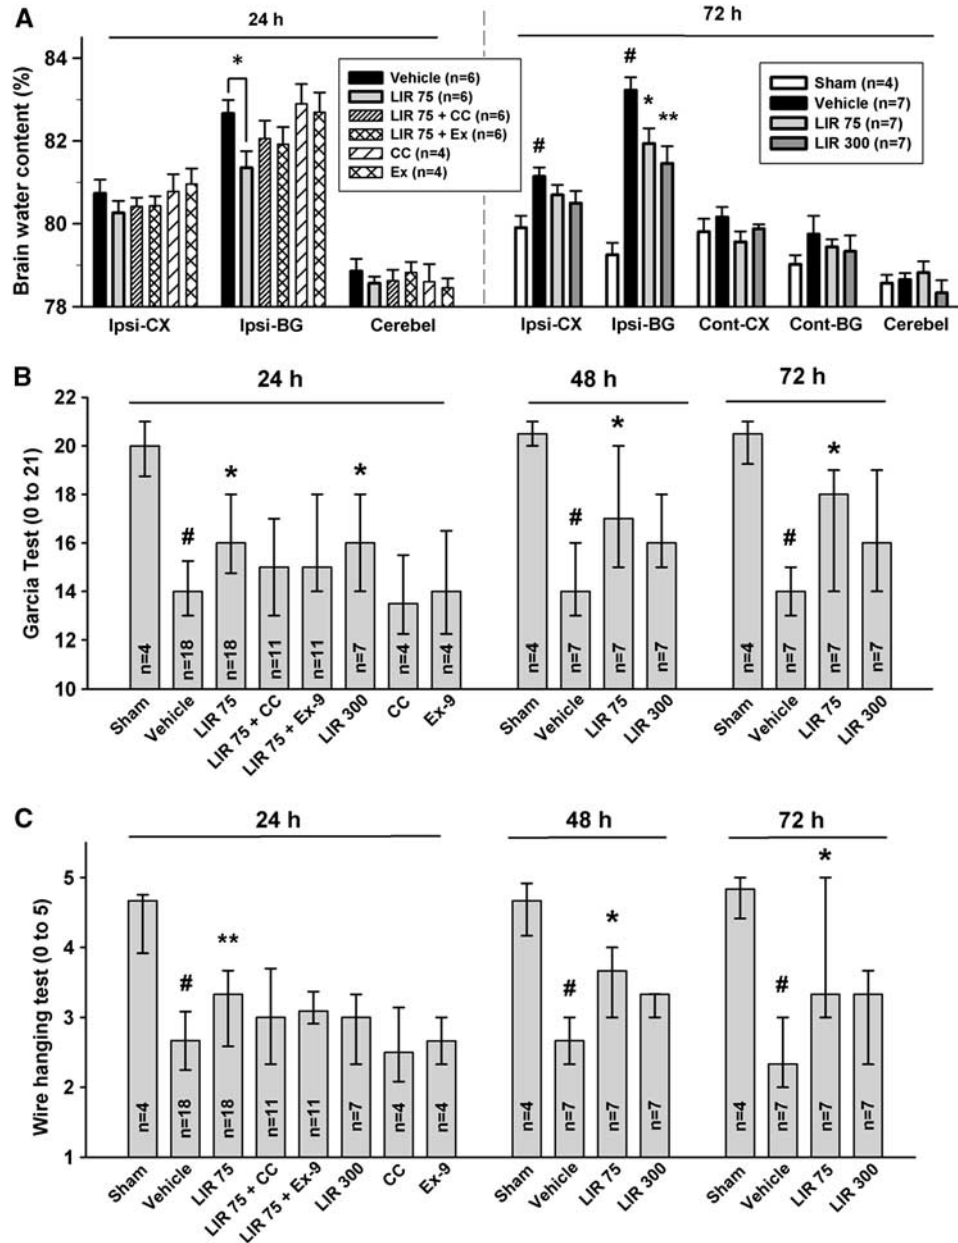 A
24 h
72 h
Brain water content (%)
84
82
80
78
*
Vehicle (n=6)
LIR 75 (n=6)
LIR 75 + CC (n=6)
LIR 75 + Ex (n=6)
CC (n=4)
Ex (n=4)
#
#
*
**
Sham (n=4)
Vehicle (n=7)
LIR 75 (n=7)
LIR 300 (n=7)
Ipsi-CX
Ipsi-BG
Cerebel
Ipsi-CX
Ipsi-BG
Cont-CX
Cont-BG
Cerebel
B
24 h
48 h
72 h
Garcia Test (0 to 21)
22
20
18
16
14
12
10
#
*
*
#
*
#
*
n=4
n=18
n=18
n=11
n=11
n=7
n=4
n=4
n=4
n=7
n=7
n=7
n=4
n=7
n=7
n=7
Sham
Vehicle
LIR 75
LIR 75 + CC
LIR 75 + Ex-9
LIR 300
CC
Ex-9
Sham
Vehicle
LIR 75
LIR 300
Sham
Vehicle
LIR 75
LIR 300
C
24 h
48 h
72 h
Wire hanging test (0 to 5)
5
4
3
2
1
#
**
#
*
#
*
n=4
n=18
n=18
n=11
n=11
n=7
n=4
n=4
n=4
n=7
n=7
n=7
n=4
n=7
n=7
n=7
Sham
Vehicle
LIR 75
LIR 75 + CC
LIR 75 + Ex-9
LIR 300
CC
Ex-9
Sham
Vehicle
LIR 75
LIR 300
Sham
Vehicle
LIR 75
LIR 300